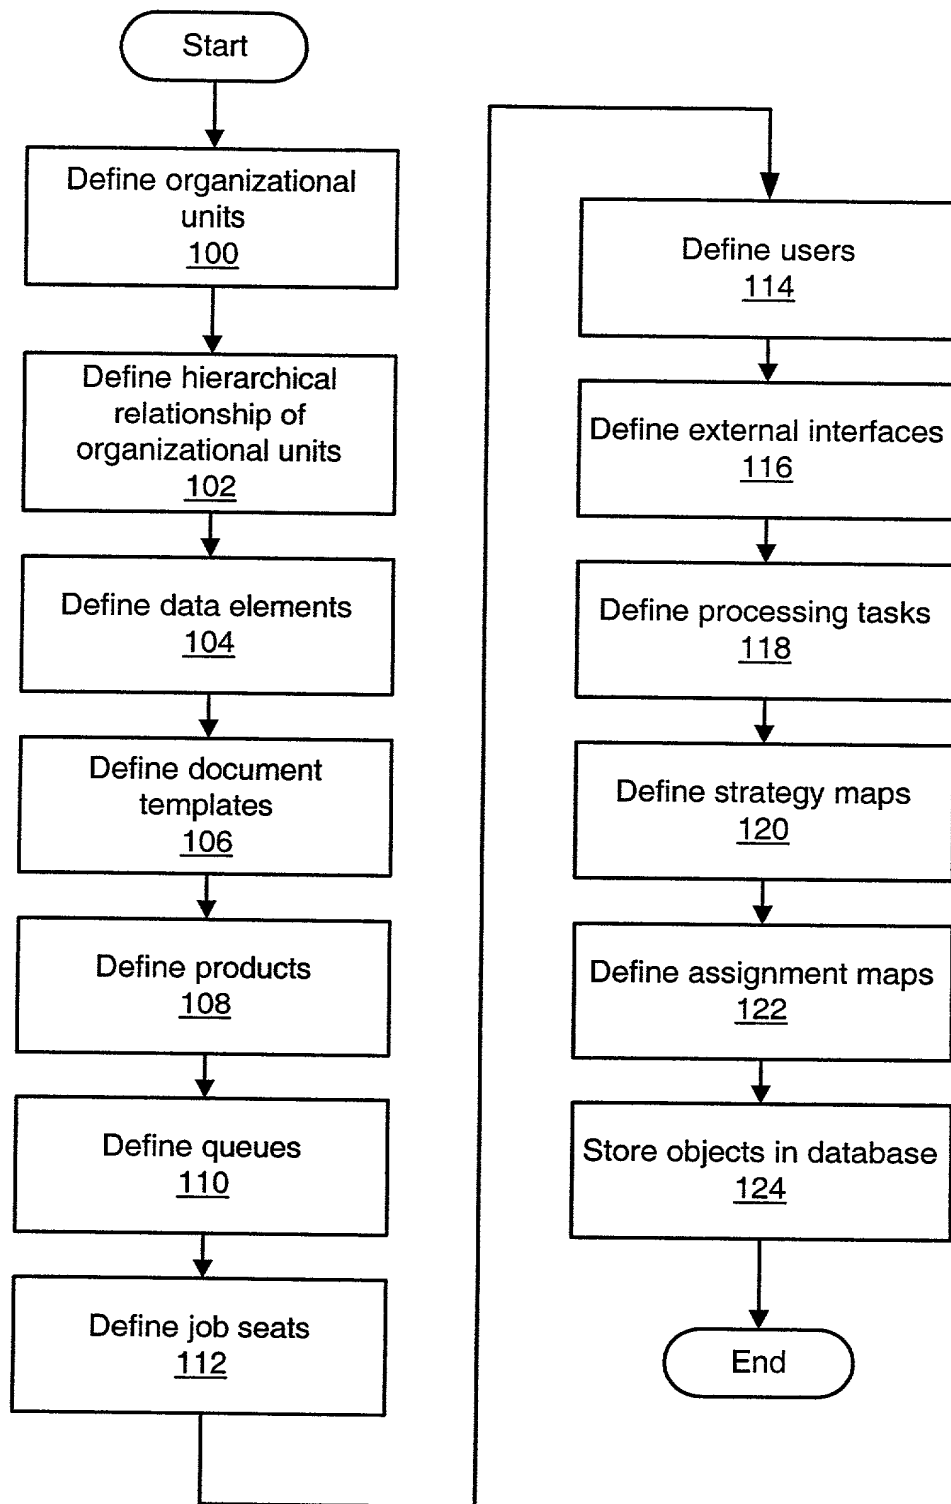 Start
Define organizational
units
100
Define hierarchical
relationship of
organizational units
102
Define data elements
104
Define document
templates
106
Define products
108
Define queues
110
Define job seats
112
Define users
114
Define external interfaces
116
Define processing tasks
118
Define strategy maps
120
Define assignment maps
122
Store objects in database
124
End